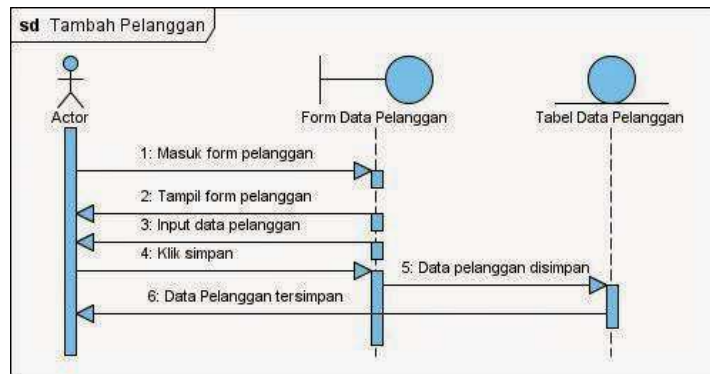 sd Tambah Pelanggan
Actor
Form Data Pelanggan
Tabel Data Pelanggan
1: Masuk form pelanggan
2: Tampil form pelanggan
3: Input data pelanggan
4: Klik simpan
5: Data pelanggan disimpan
6: Data Pelanggan tersimpan